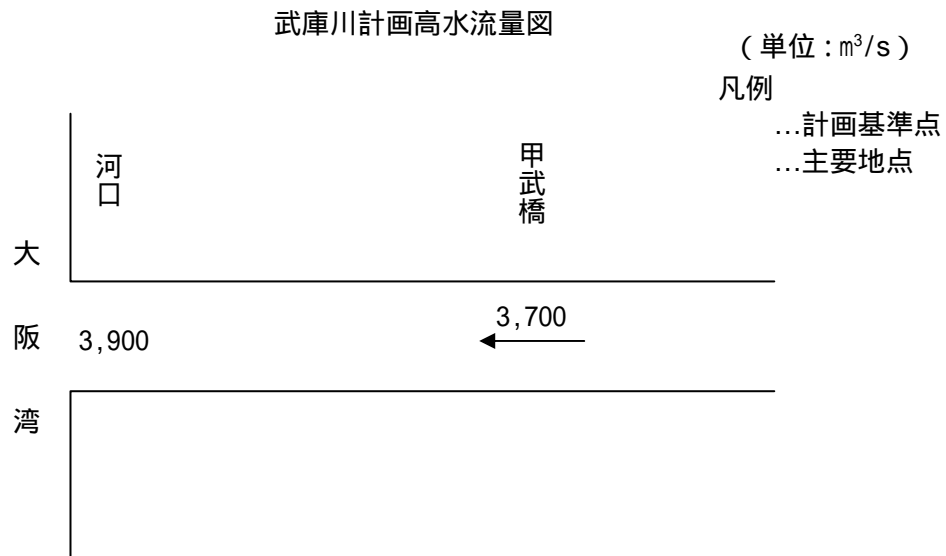 武庫川計画高水流量図
(単位:㎥/s)
凡例
…計画基準点
…主要地点
河口
甲武橋
大阪湾
3,900
3,700